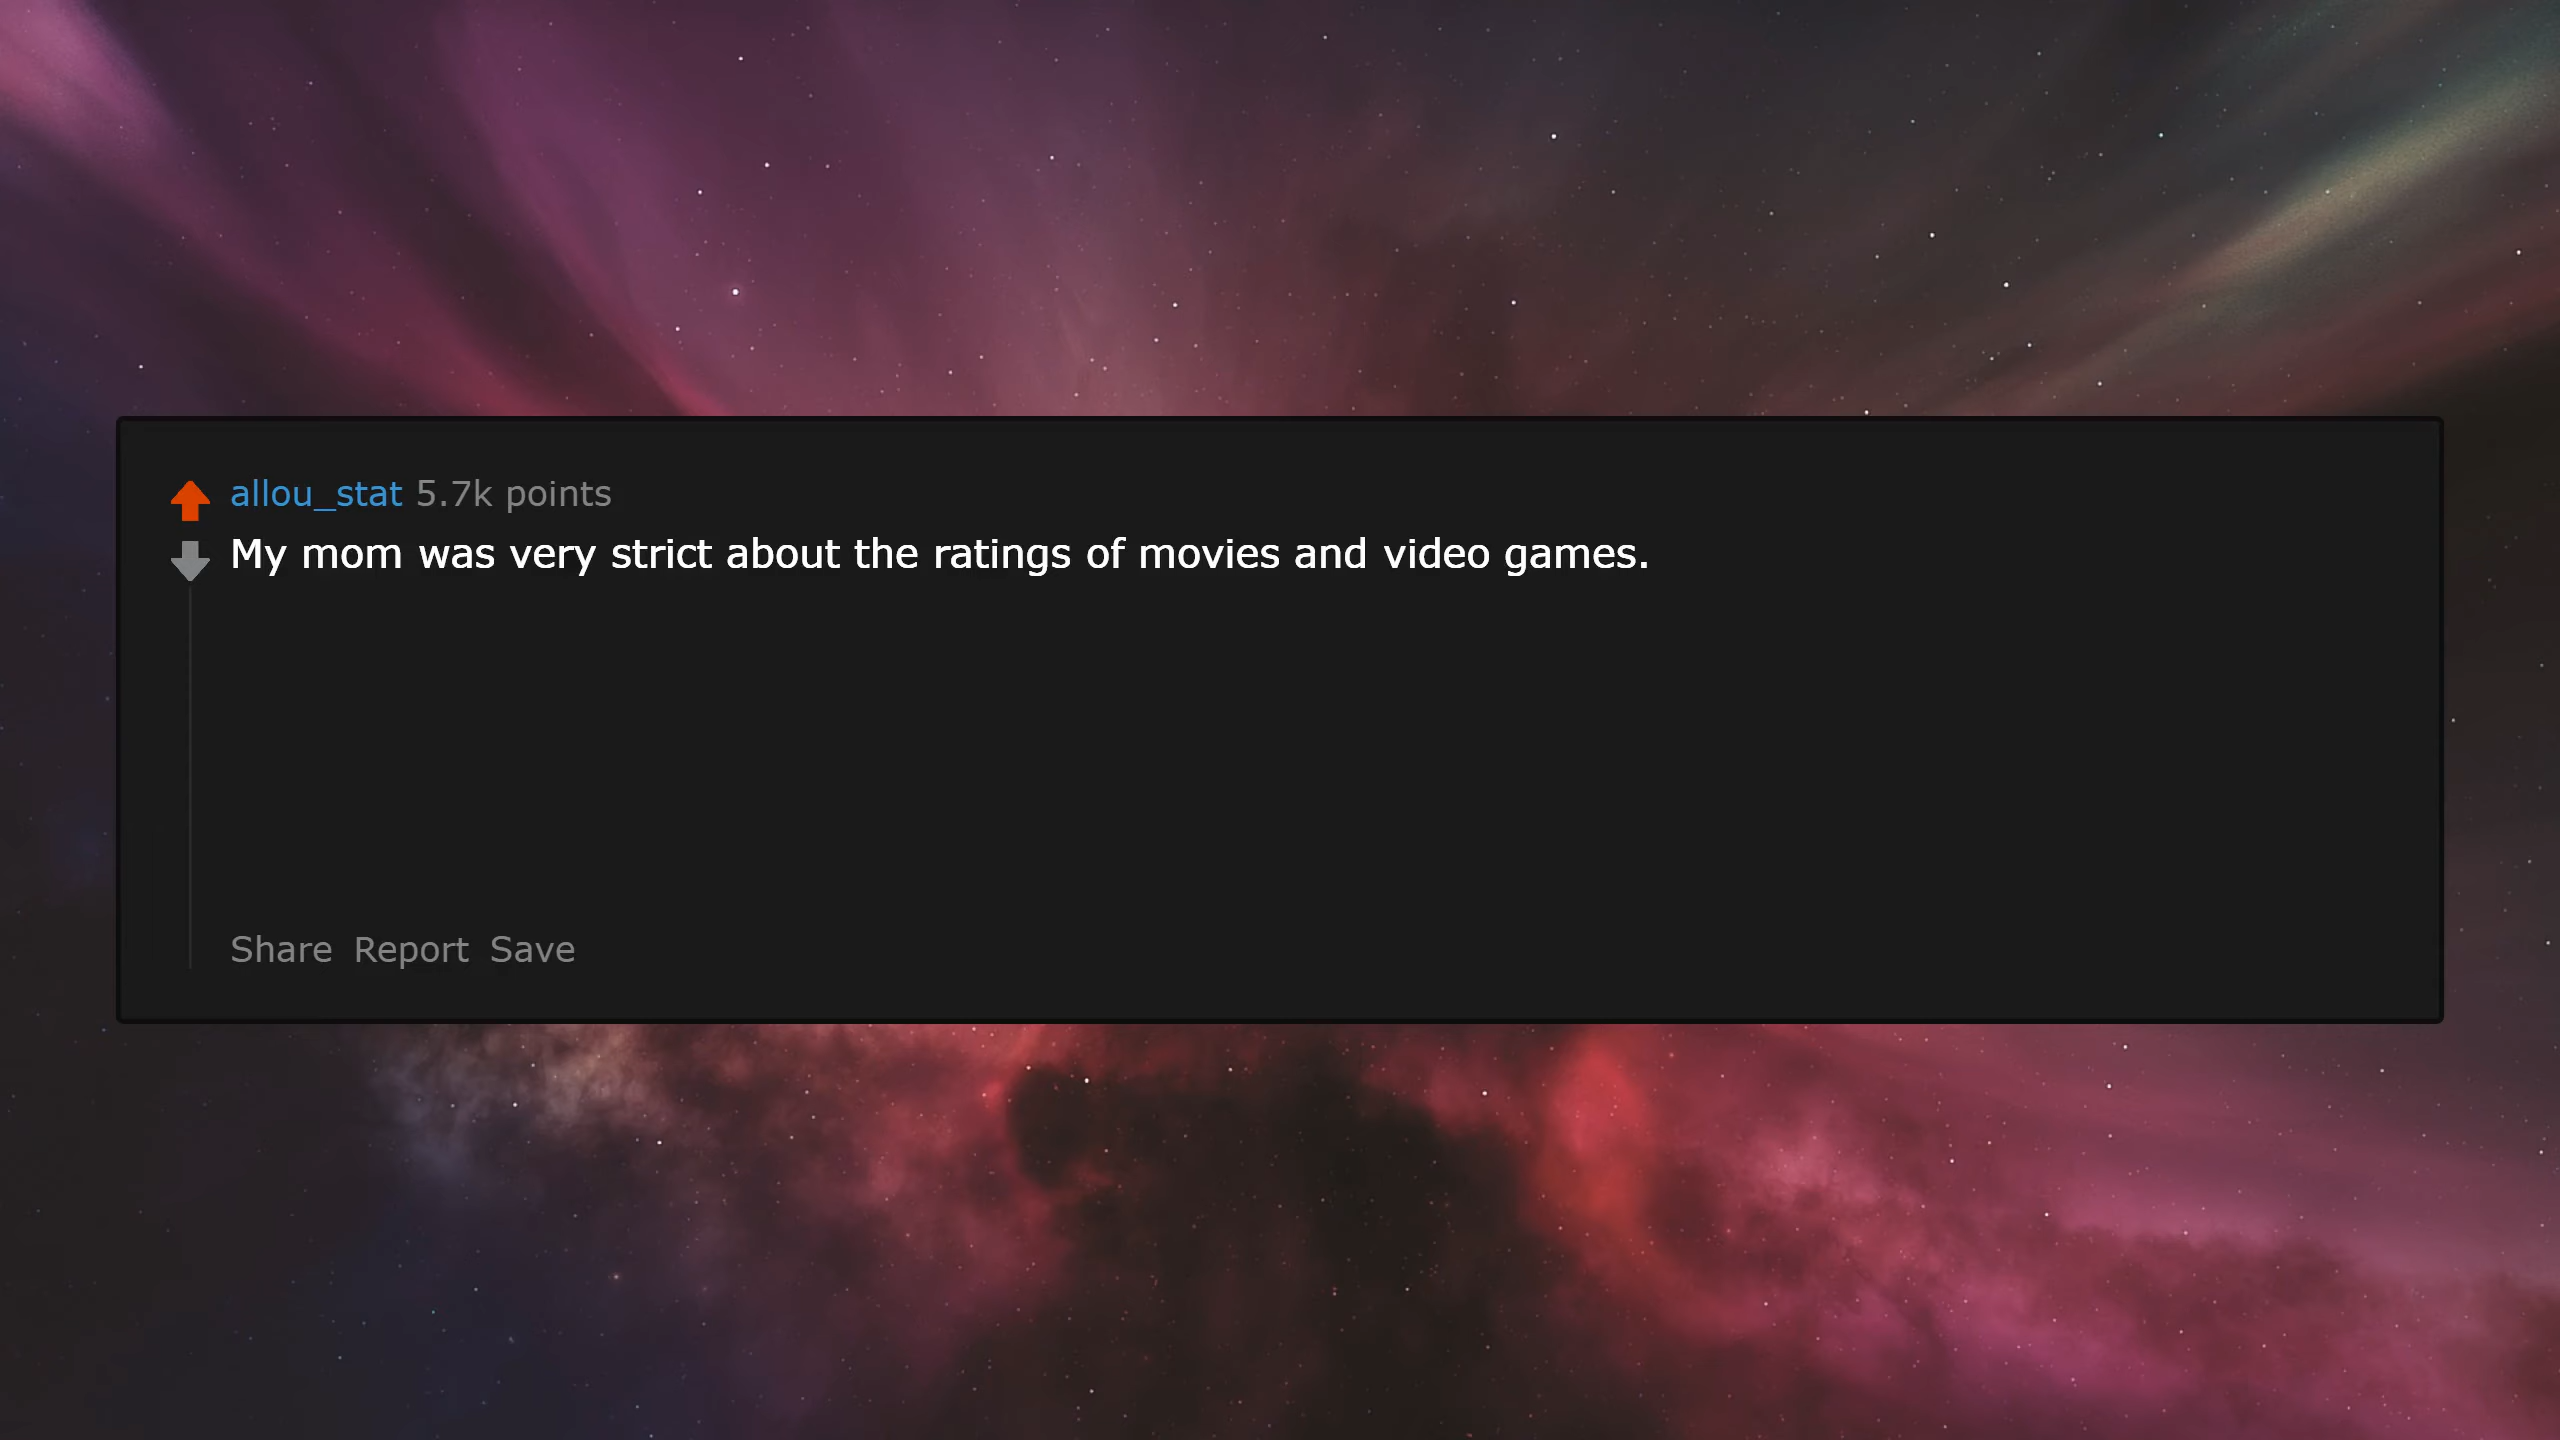 allou_stat 5.7k points
My mom was very strict about the ratings of movies and video games.
Share Report Save